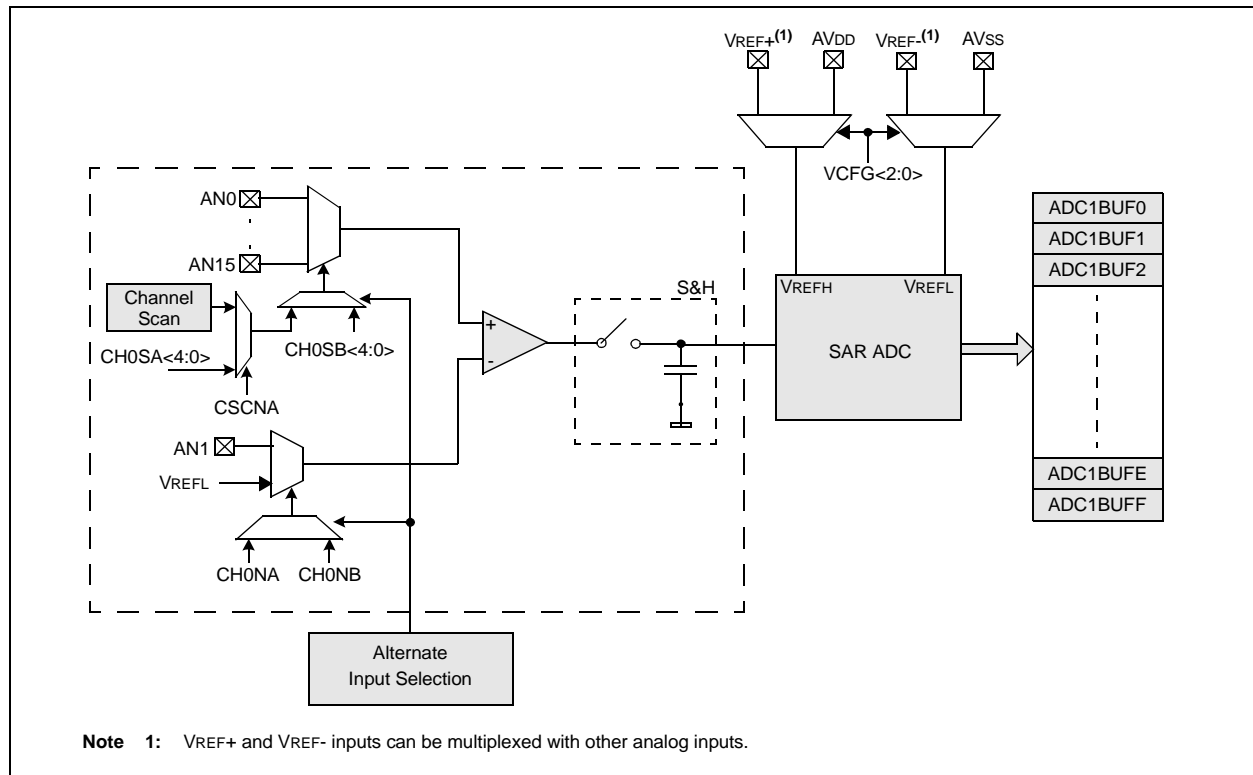 VREF+(1)
AVDD
VREF-(1)
AVSS
VCFG<2:0>
AN0
AN15
Channel
Scan
CH0SA<4:0>
CH0SB<4:0>
CSCNA
AN1
VREFL
CH0NA
CH0NB
+
-
S&H
VREFH
VREFL
SAR ADC
ADC1BUF0
ADC1BUF1
ADC1BUF2
ADC1BUFE
ADC1BUFF
Alternate
Input Selection
Note 1: VREF+ and VREF- inputs can be multiplexed with other analog inputs.